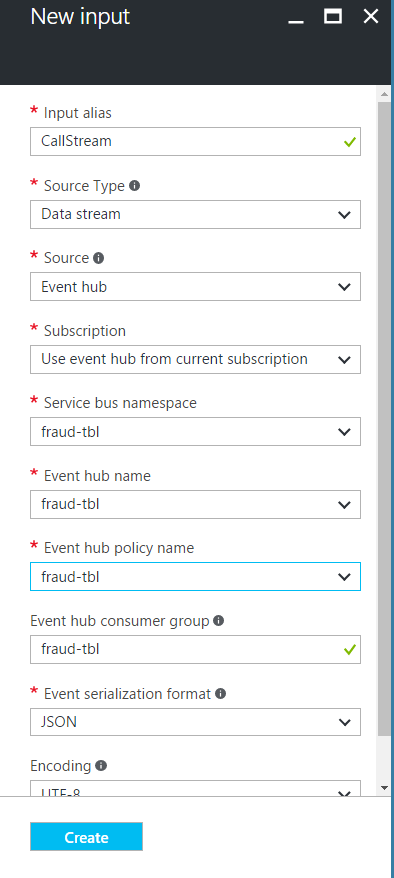 New input
* Input alias
CallStream
* Source Type
Data stream
* Source
Event hub
* Subscription
Use event hub from current subscription
* Service bus namespace
fraud-tbl
* Event hub name
fraud-tbl
* Event hub policy name
fraud-tbl
Event hub consumer group
fraud-tbl
* Event serialization format
JSON
Encoding
UTF-8
Create